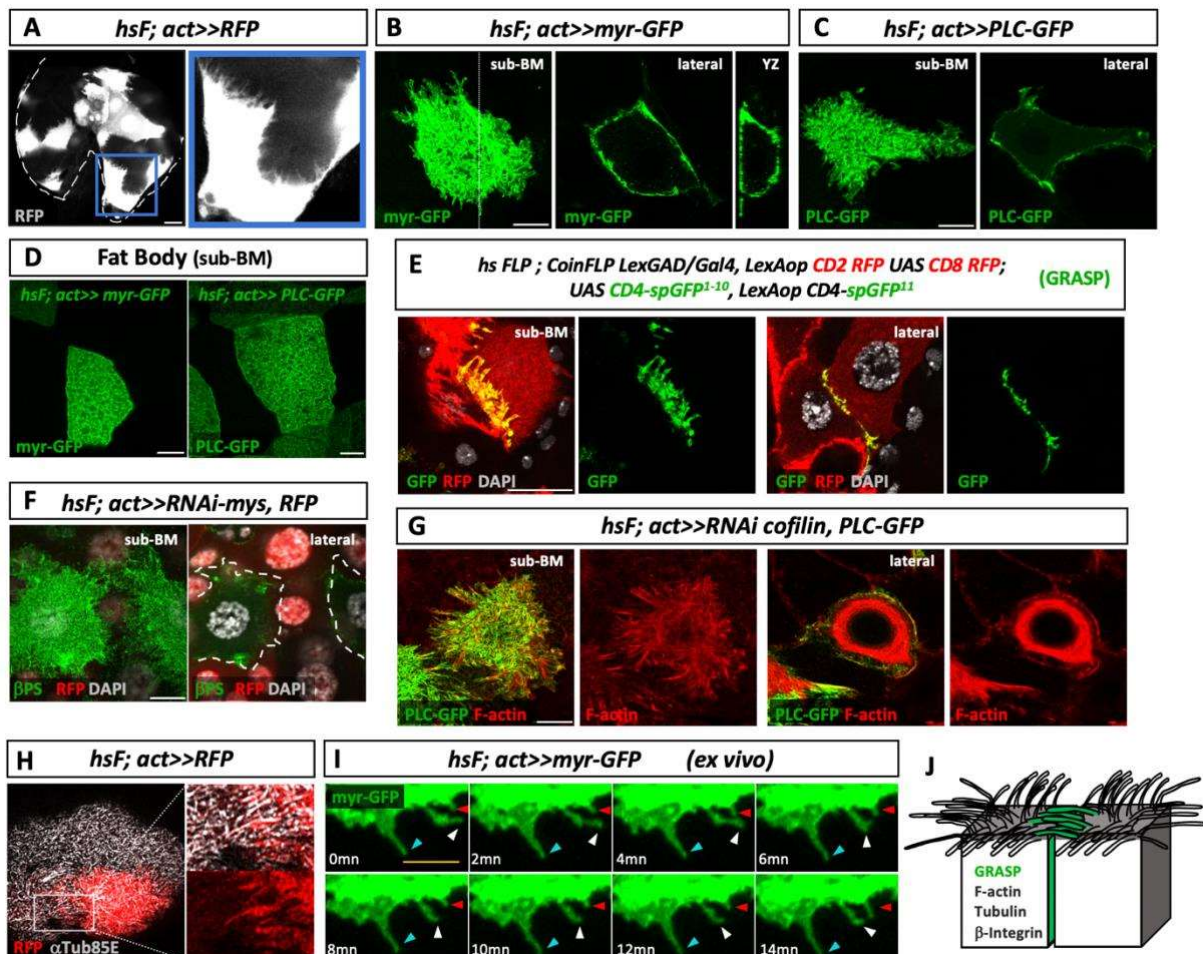 A
hsF; act>>RFP
RFP
B
hsF; act>>myr-GFP
sub-BM
myr-GFP
lateral
myr-GFP
YZ
C
hsF; act>>PLC-GFP
sub-BM
PLC-GFP
lateral
PLC-GFP
D
Fat Body (sub-BM)
hsF; act>> myr-GFP
myr-GFP
hsF; act>> PLC-GFP
PLC-GFP
E
hs FLP ; CoinFLP LexGAD/Gal4, LexAop CD2 RFP UAS CD8 RFP;
UAS CD4-spGFP¹⁻¹⁰, LexAop CD4-spGFP¹¹
(GRASP)
sub-BM
GFP RFP DAPI
GFP
lateral
GFP RFP DAPI
GFP
F
hsF; act>>RNAi-mys, RFP
sub-BM
βPS RFP DAPI
lateral
βPS RFP DAPI
G
hsF; act>>RNAi cofilin, PLC-GFP
sub-BM
PLC-GFP F-actin
F-actin
lateral
PLC-GFP F-actin
F-actin
H
hsF; act>>RFP
RFP αTub85E
I
hsF; act>>myr-GFP (ex vivo)
myr-GFP
0mn
2mn
4mn
6mn
8mn
10mn
12mn
14mn
J
GRASP
F-actin
Tubulin
β-Integrin